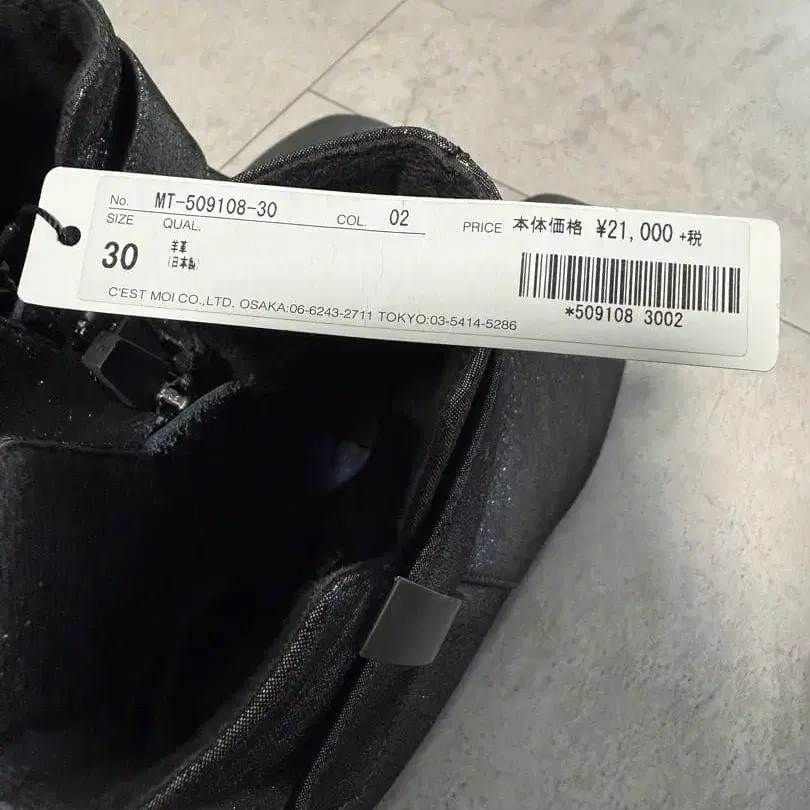 No. MT-509108-30 COL. 02 PRICE 本体価格 ¥21,000 +税
SIZE QUAL.
30 羊革
(日本製)
*509108 3002
C'EST MOI CO.,LTD. OSAKA:06-6243-2711 TOKYO:03-5414-5286